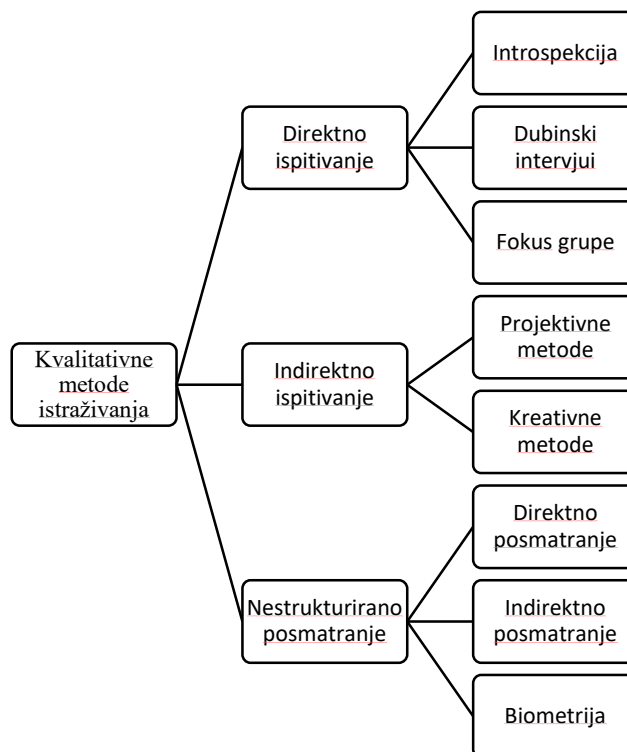 Kvalitativne
metode
istraživanja
Direktno
ispitivanje
Introspekcija
Dubinski
intervjui
Fokus grupe
Indirektno
ispitivanje
Projektivne
metode
Kreativne
metode
Nestrukturirano
posmatranje
Direktno
posmatranje
Indirektno
posmatranje
Biometrija